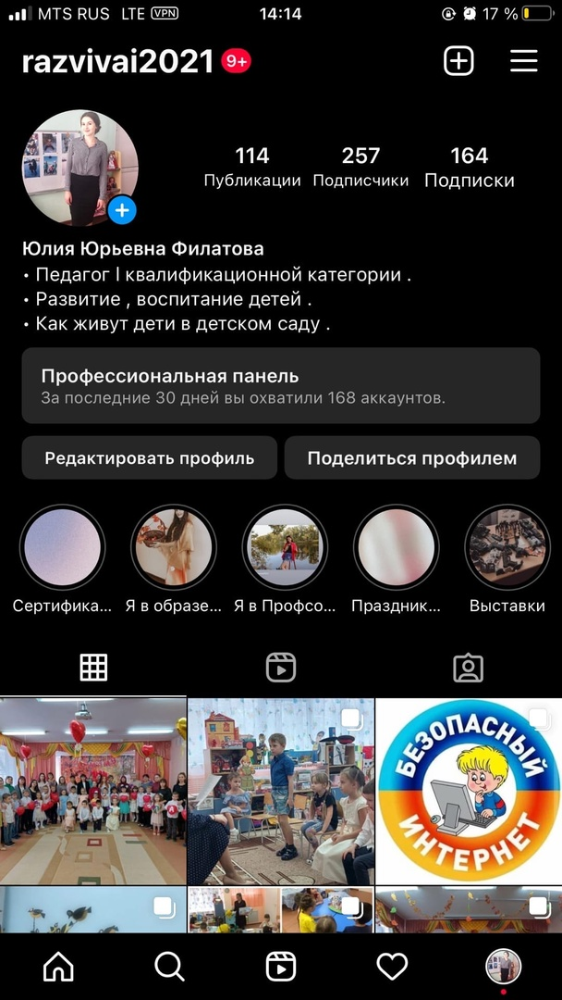 MTS RUS LTE VPN 14:14 17 %
razvivai2021 9+
114 257 164
Публикации Подписчики Подписки
Юлия Юрьевна Филатова
• Педагог I квалификационной категории .
• Развитие , воспитание детей .
• Как живут дети в детском саду .
Профессиональная панель
За последние 30 дней вы охватили 168 аккаунтов.
Редактировать профиль Поделиться профилем
Сертифика... Я в образе... Я в Профсо... Праздник... Выставки
БЕЗОПАСНЫЙ
ИНТЕРНЕТ